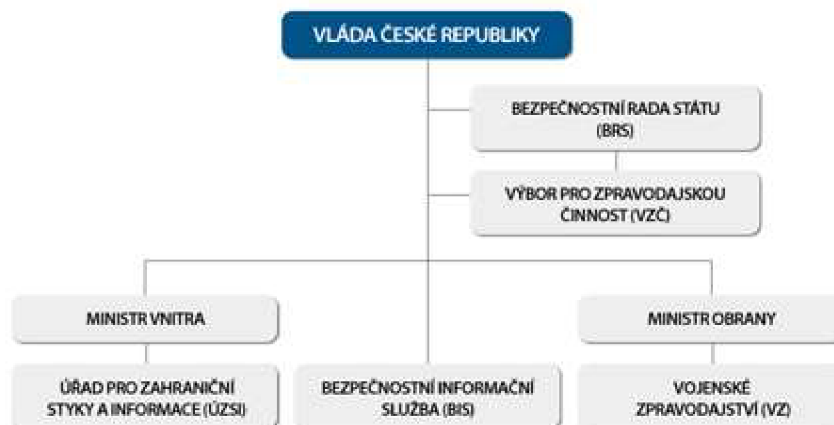 VLÁDA ČESKÉ REPUBLIKY
BEZPEČNOSTNÍ RADA STÁTU
(BRS)
VÝBOR PRO ZPRAVODAJSKOU
ČINNOST (VZČ)
MINISTR VNITRA
MINISTR OBRANY
ÚŘAD PRO ZAHRANIČNÍ
STYKY A INFORMACE (ÚZSI)
BEZPEČNOSTNÍ INFORMAČNÍ
SLUŽBA (BIS)
VOJENSKÉ
ZPRAVODAJSTVÍ (VZ)